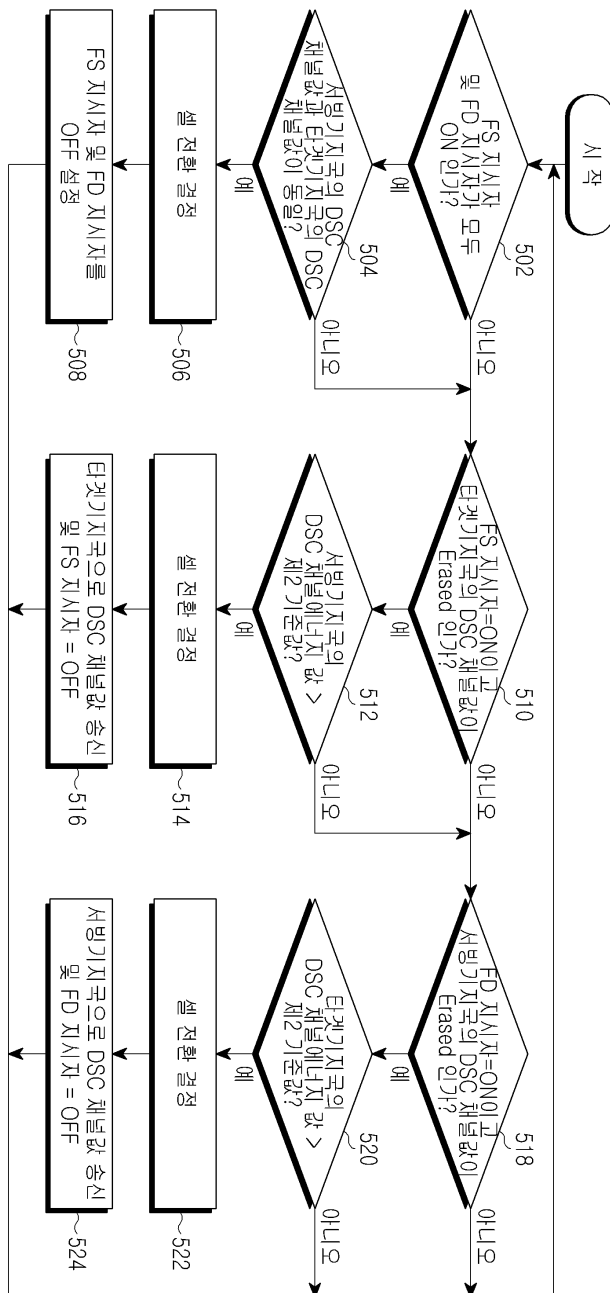 시 작
FS 지시자
및 FD 지시자가 모두
ON 인가?
502
아니오
예
서빙기지국의 DSC
채널값과 타겟기지국의 DSC
채널값이 동일?
504
아니오
예
셀 전환 결정
506
FS 지시자 및 FD 지시자를
OFF 설정
508
FS 지시자=ON이고
타겟기지국의 DSC 채널값이
Erased 인가?
510
아니오
예
서빙기지국의
DSC 채널에너지 값 >
제2 기준값?
512
아니오
예
셀 전환 결정
514
타겟기지국으로 DSC 채널값 송신
및 FS 지시자 = OFF
516
FD 지시자=ON이고
서빙기지국의 DSC 채널값이
Erased 인가?
518
아니오
예
타겟기지국의
DSC 채널에너지 값 >
제2 기준값?
520
아니오
예
셀 전환 결정
522
서빙기지국으로 DSC 채널값 송신
및 FD 지시자 = OFF
524